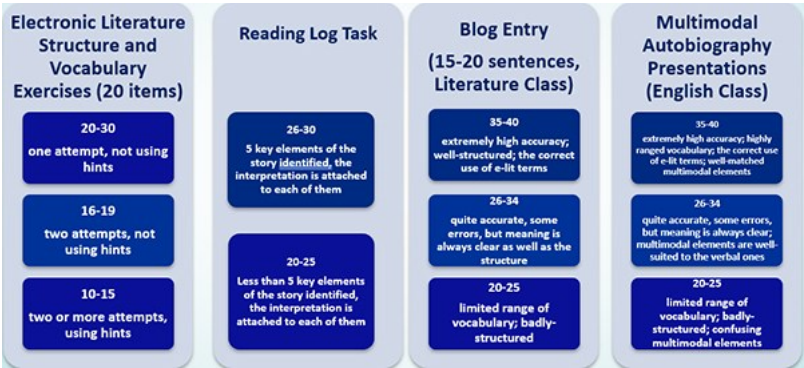 Electronic Literature
Structure and
Vocabulary
Exercises (20 items)
20-30
one attempt, not using
hints
16-19
two attempts, not
using hints
10-15
two or more attempts,
using hints
Reading Log Task
26-30
5 key elements of the
story identified, the
interpretation is attached
to each of them
20-25
Less than 5 key elements
of the story identified,
the interpretation is
attached to each of them
Blog Entry
(15-20 sentences,
Literature Class)
35-40
extremely high accuracy;
well-structured; the correct
use of e-lit terms
26-34
quite accurate, some
errors, but meaning is
always clear as well as the
structure
20-25
limited range of
vocabulary; badly-
structured
Multimodal
Autobiography
Presentations
(English Class)
35-40
extremely high accuracy; highly
ranged vocabulary; the correct
use of e-lit terms; well-matched
multimodal elements
26-34
quite accurate, some errors,
but meaning is always clear;
multimodal elements are well-
suited to the verbal ones
20-25
limited range of
vocabulary; badly-
structured; confusing
multimodal elements